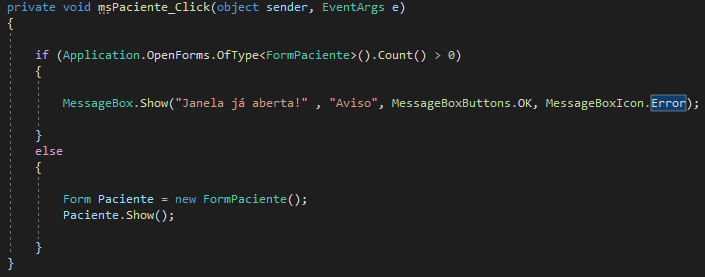 private void msPaciente_Click(object sender, EventArgs e)
{
if (Application.OpenForms.OfType<FormPaciente>().Count() > 0)
{
MessageBox.Show("Janela já aberta!" , "Aviso", MessageBoxButtons.OK, MessageBoxIcon.Error);
}
else
{
Form Paciente = new FormPaciente();
Paciente.Show();
}
}